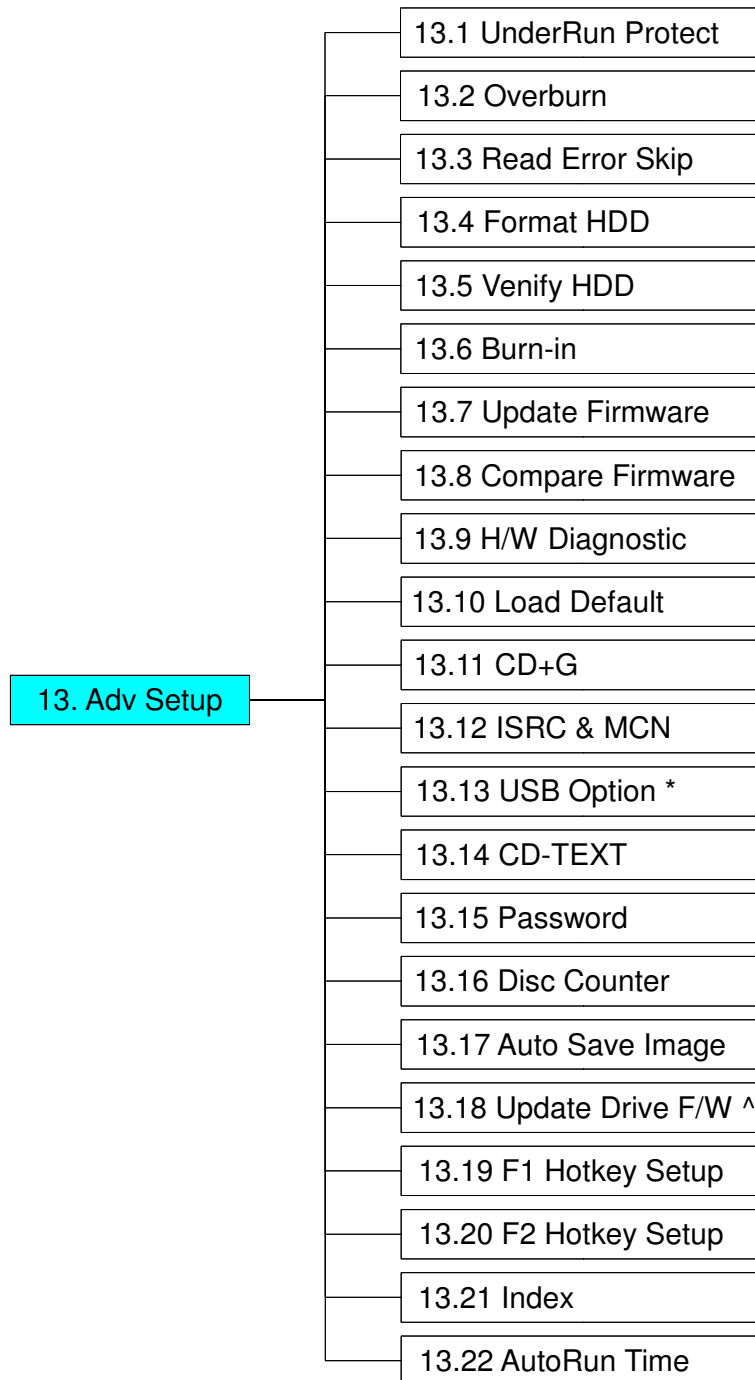 13.1 UnderRun Protect
13.2 Overburn
13.3 Read Error Skip
13.4 Format HDD
13.5 Venify HDD
13.6 Burn-in
13.7 Update Firmware
13.8 Compare Firmware
13.9 H/W Diagnostic
13.10 Load Default
13.11 CD+G
13. Adv Setup
13.12 ISRC & MCN
13.13 USB Option *
13.14 CD-TEXT
13.15 Password
13.16 Disc Counter
13.17 Auto Save Image
13.18 Update Drive F/W ^
13.19 F1 Hotkey Setup
13.20 F2 Hotkey Setup
13.21 Index
13.22 AutoRun Time